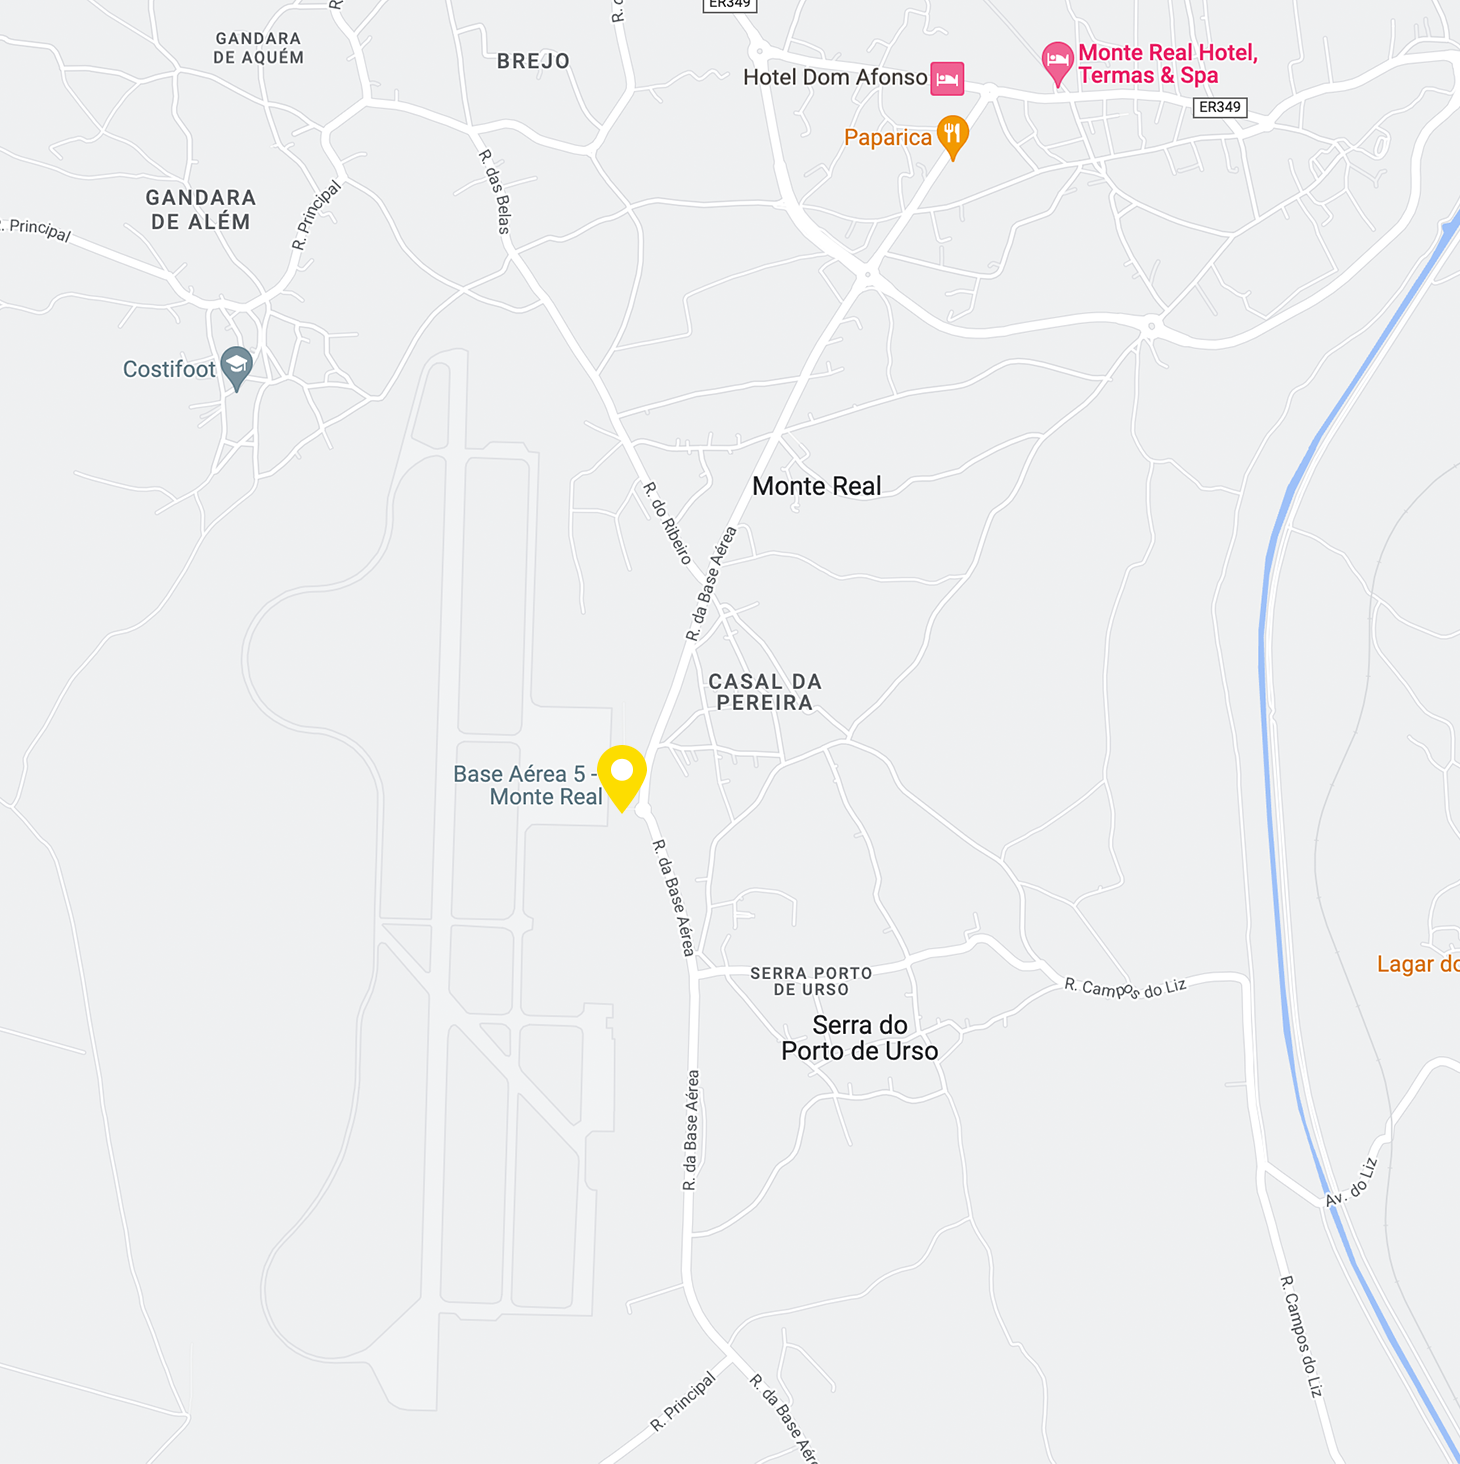 ER349
R.
R.
GANDARA
DE AQUÉM
BREJO
Hotel Dom Afonso
Monte Real Hotel,
Termas & Spa
ER349
Paparica
R. das Belas
GANDARA
DE ALÉM
R. Principal
R. Principal
Costifoot
Monte Real
R. do Ribeiro
R. da Base Aérea
CASAL DA
PEREIRA
Base Aérea 5 -
Monte Real
R. da Base Aérea
SERRA PORTO
DE URSO
Lagar do
R. Campos do Liz
Serra do
Porto de Urso
R. da Base Aérea
Av. do Liz
R. Campos do Liz
R. Principal
R. da Base Aér